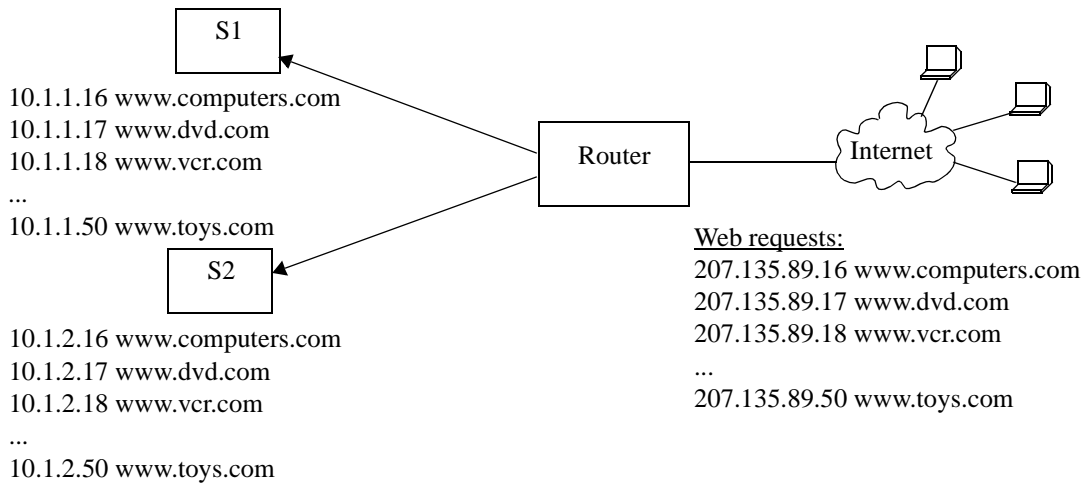 S1
10.1.1.16 www.computers.com
10.1.1.17 www.dvd.com
10.1.1.18 www.vcr.com
...
10.1.1.50 www.toys.com
S2
10.1.2.16 www.computers.com
10.1.2.17 www.dvd.com
10.1.2.18 www.vcr.com
...
10.1.2.50 www.toys.com
Router
Internet
Web requests:
207.135.89.16 www.computers.com
207.135.89.17 www.dvd.com
207.135.89.18 www.vcr.com
...
207.135.89.50 www.toys.com